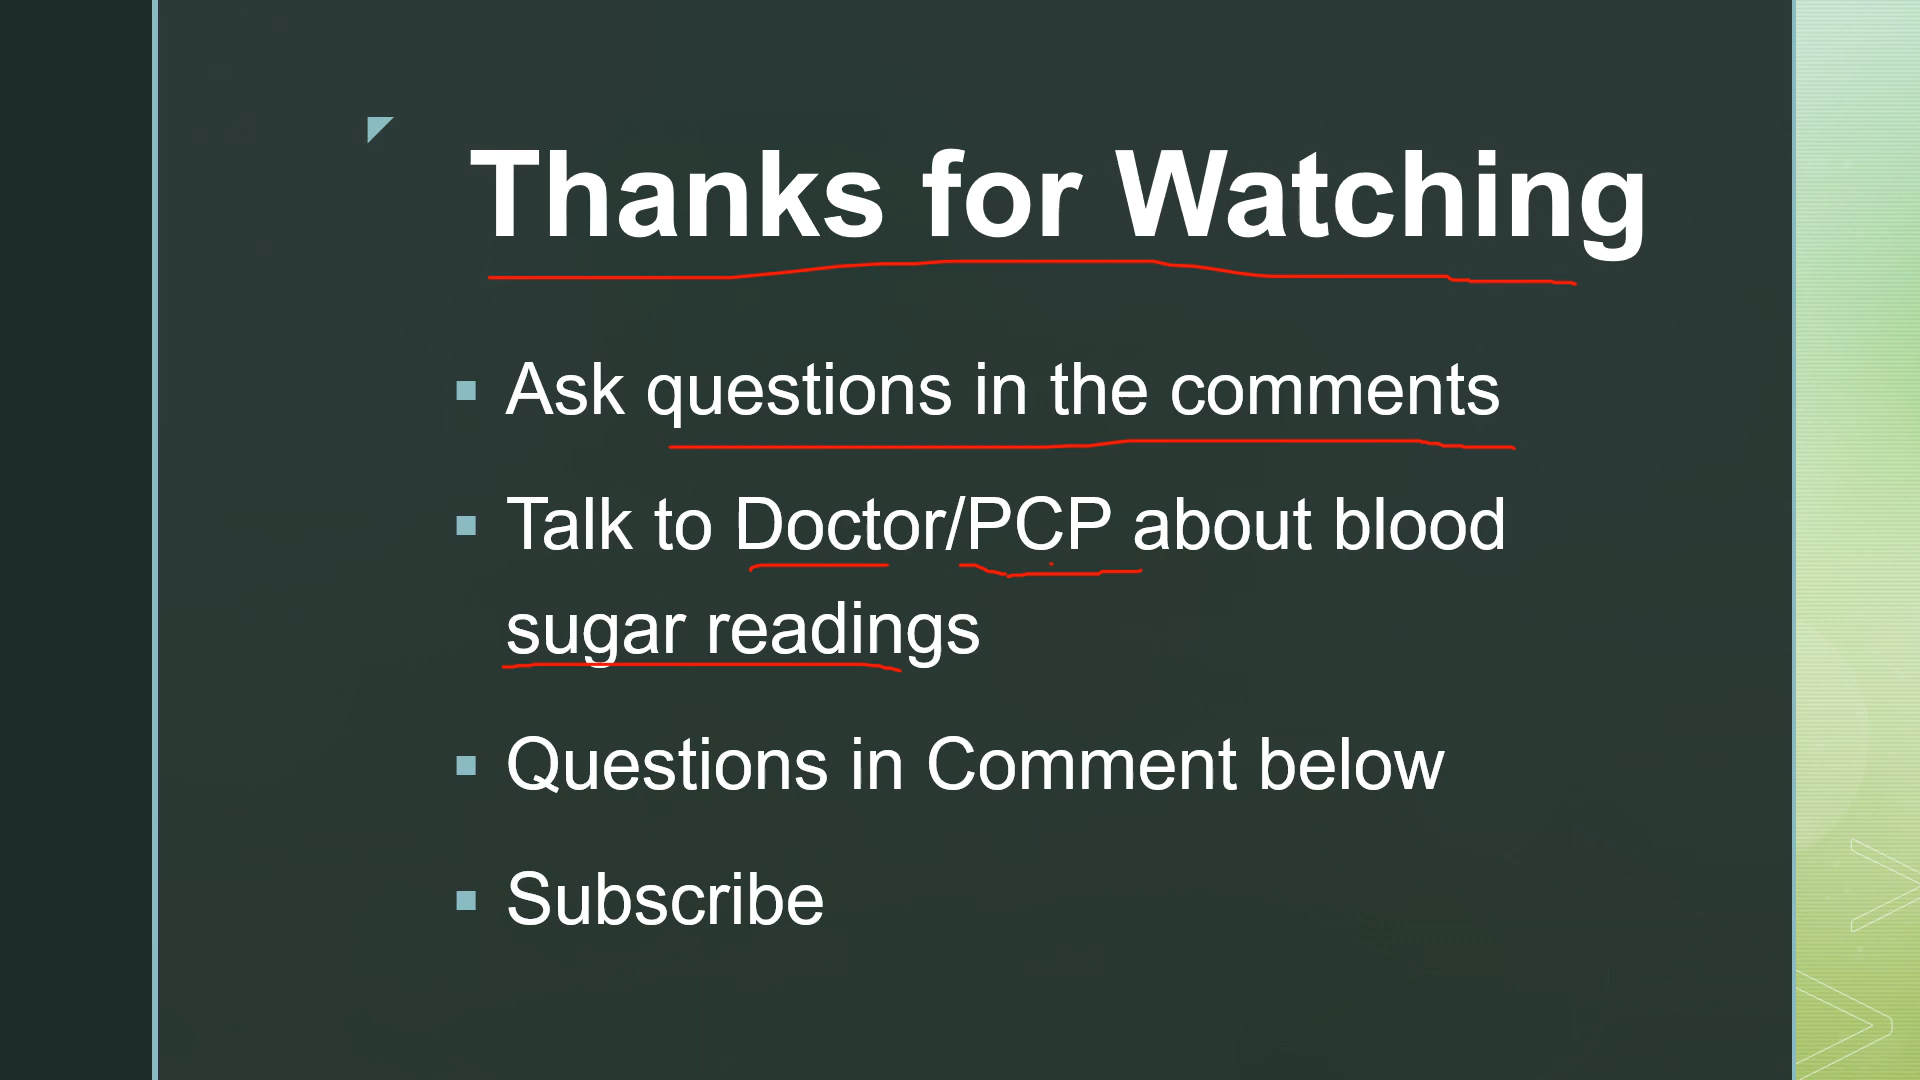 Thanks for Watching
Ask questions in the comments
Talk to Doctor/PCP about blood
sugar readings
Questions in Comment below
Subscribe